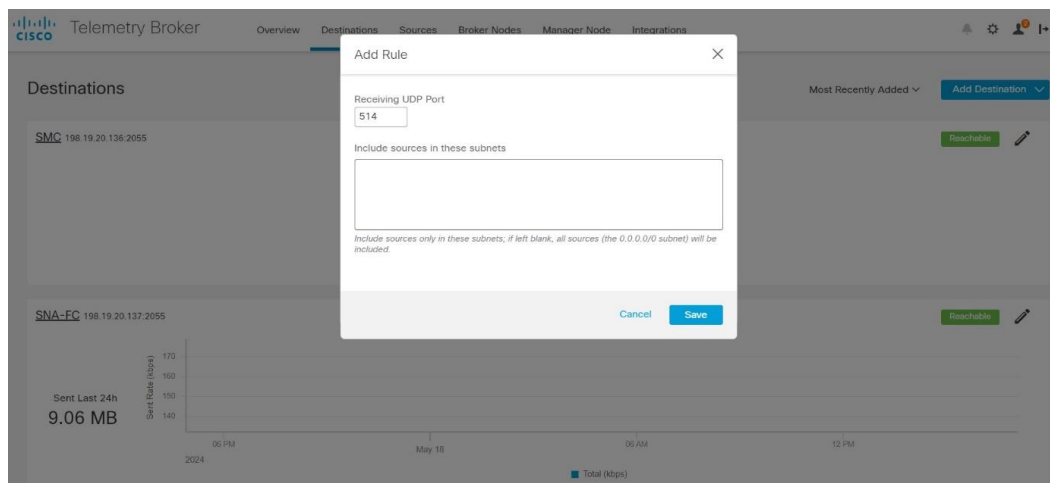 CISCO
Telemetry Broker
Overview
Destinations
Sources
Broker Nodes
Manager Node
Integrations
Add Rule
Receiving UDP Port
514
Include sources in these subnets
Include sources only in these subnets; if left blank, all sources (the 0.0.0.0/0 subnet) will be
included.
Cancel
Save
Destinations
Most Recently Added
Add Destination
SMC 198.19.20.136:2055
Reachable
SNA-FC 198.19.20.137:2055
Reachable
Sent Last 24h
9.06 MB
Sent Rate (kbps)
170
160
150
140
06 PM
May 18
06 AM
12 PM
2024
Total (kbps)